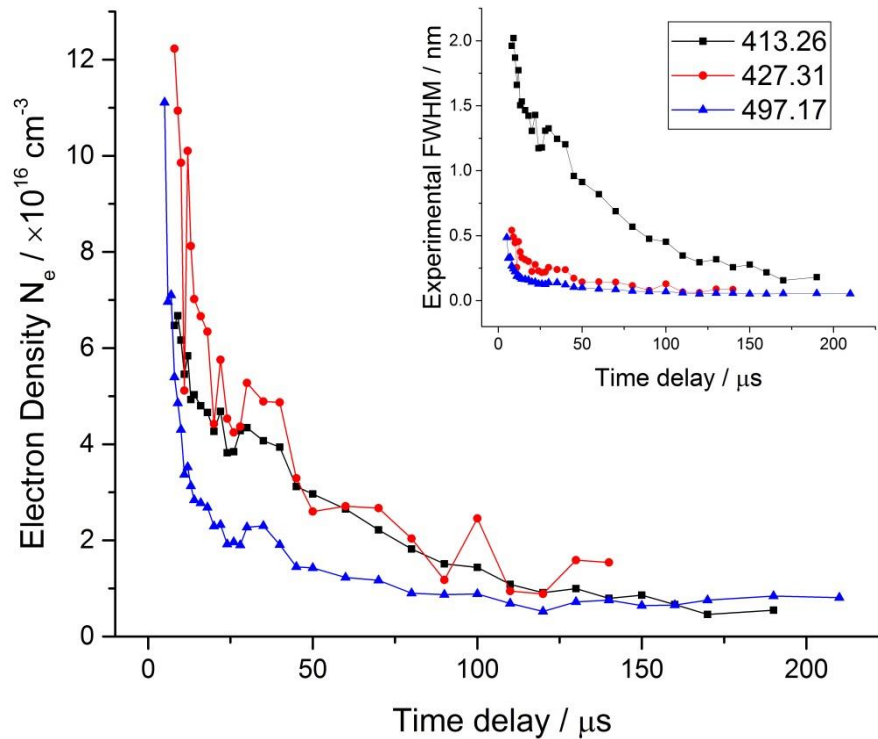 2.0
1.5
1.0
0.5
0.0
Experimental FWHM / nm
0 50 100 150 200
Time delay / μs
413.26
427.31
497.17
12
10
8
6
4
2
0
Electron Density Nₑ / ×10¹⁶ cm⁻³
0 50 100 150 200
Time delay / μs